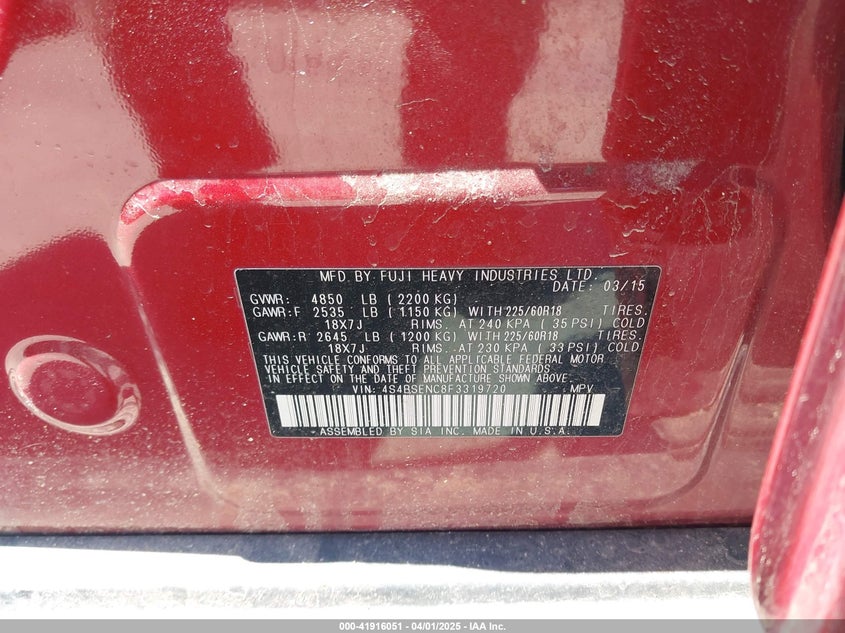 MFD.BY FUJI HEAVY INDUSTRIES LTD.
DATE: 03/15
GVWR: 4850 LB (2200 KG)
GAWR:F 2535 LB (1150 KG) WITH 225/60R18 TIRES.
18X7J RIMS. AT 240 KPA (35 PSI) COLD
GAWR:R 2645 LB (1200 KG) WITH 225/60R18 TIRES.
18X7J RIMS. AT 230 KPA (33 PSI) COLD
THIS VEHICLE CONFORMS TO ALL APPLICABLE FEDERAL MOTOR
VEHICLE SAFETY AND THEFT PREVENTION STANDARDS
IN EFFECT ON THE DATE OF MANUFACTURE SHOWN ABOVE.
VIN: 4S4BSENC8F3319720 MPV
ASSEMBLED BY SIA INC. MADE IN U.S.A.
000-41916051 - 04/01/2025 - IAA Inc.